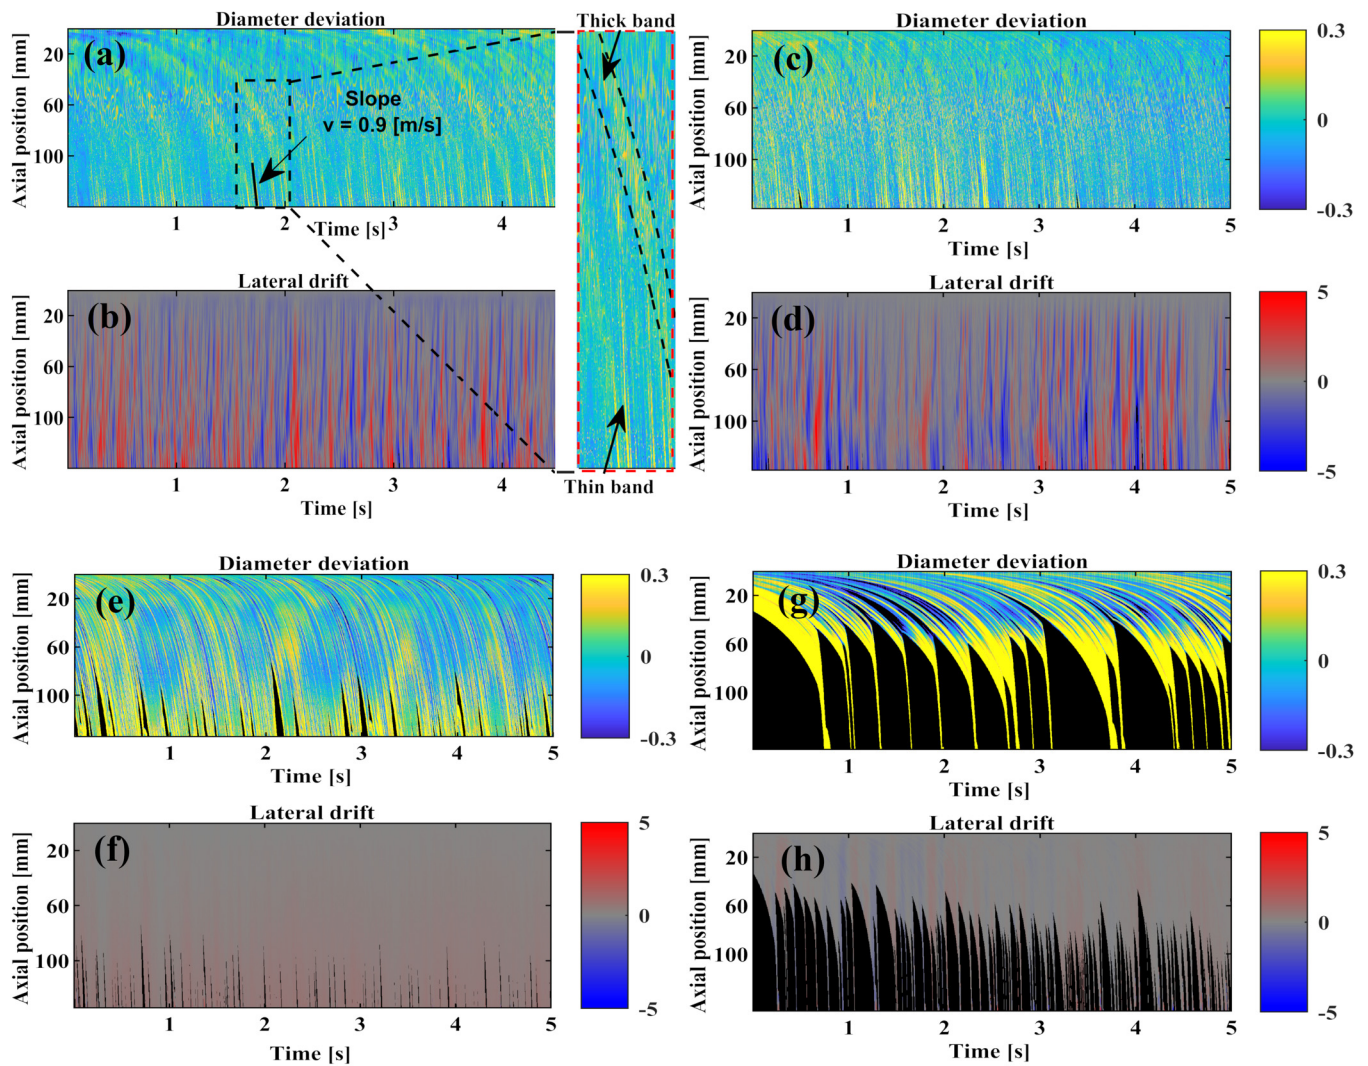 Diameter deviation
(a)
20
60
100
Axial position [mm]
Slope
v = 0.9 [m/s]
1
2
3
4
Time [s]
Thick band
Thin band
Diameter deviation
(c)
20
60
100
Axial position [mm]
1
2
3
4
5
Time [s]
0.3
0
-0.3
Lateral drift
(b)
20
60
100
Axial position [mm]
1
2
3
4
Time [s]
Lateral drift
(d)
20
60
100
Axial position [mm]
1
2
3
4
5
Time [s]
5
0
-5
Diameter deviation
(e)
20
60
100
Axial position [mm]
1
2
3
4
5
Time [s]
0.3
0
-0.3
Diameter deviation
(g)
20
60
100
Axial position [mm]
1
2
3
4
5
Time [s]
0.3
0
-0.3
Lateral drift
(f)
20
60
100
Axial position [mm]
1
2
3
4
5
Time [s]
5
0
-5
Lateral drift
(h)
20
60
100
Axial position [mm]
1
2
3
4
5
Time [s]
5
0
-5